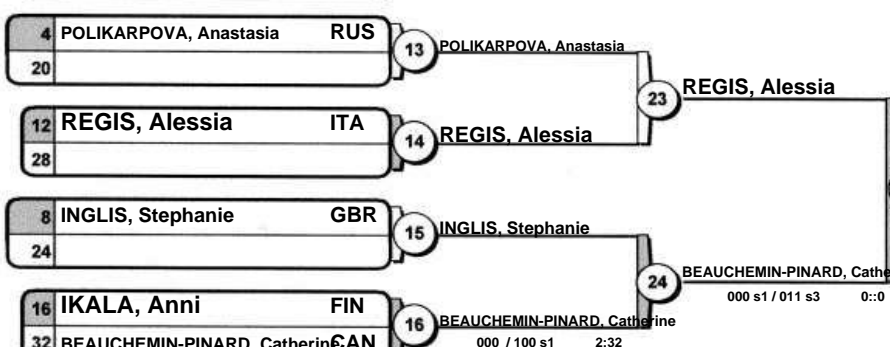 4 POLIKARPOVA, Anastasia RUS
20
13
POLIKARPOVA, Anastasia
23
REGIS, Alessia
12 REGIS, Alessia ITA
28
14
REGIS, Alessia
8 INGLIS, Stephanie GBR
24
15
INGLIS, Stephanie
24
BEAUCHEMIN-PINARD, Cathe
000 s1 / 011 s3 0::0
16 IKALA, Anni FIN
32 BEAUCHEMIN-PINARD, Catherine CAN
16
BEAUCHEMIN-PINARD, Catherine
000 / 100 s1 2:32